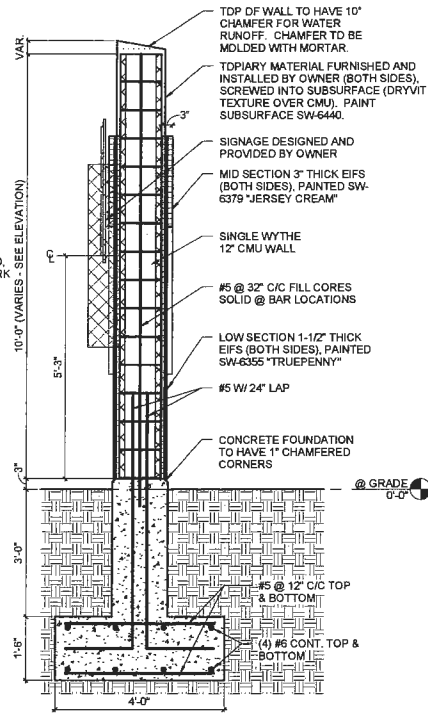 TOP OF WALL TO HAVE 10"
CHAMFER FOR WATER
RUNOFF. CHAMFER TO BE
MOLDED WITH MORTAR.
VAR.
TOPIARY MATERIAL FURNISHED AND
INSTALLED BY OWNER (BOTH SIDES),
SCREWED INTO SUBSURFACE (DRYVIT
TEXTURE OVER CMU). PAINT
SUBSURFACE SW-6440.
3"
SIGNAGE DESIGNED AND
PROVIDED BY OWNER
MID SECTION 3" THICK EIFS
(BOTH SIDES), PAINTED SW-
6379 "JERSEY CREAM"
10'-0" (VARIES - SEE ELEVATION)
SINGLE WYTHE
12" CMU WALL
#5 @ 32" C/C FILL CORES
SOLID @ BAR LOCATIONS
5'-3"
LOW SECTION 1-1/2" THICK
EIFS (BOTH SIDES), PAINTED
SW-6355 "TRUEPENNY"
#5 W/ 24" LAP
CONCRETE FOUNDATION
TO HAVE 1" CHAMFERED
CORNERS
3"
@ GRADE
0'-0"
3'-0"
#5 @ 12" C/C TOP
& BOTTOM
1'-6"
(4) #6 CONT. TOP &
BOTTOM
4'-0"